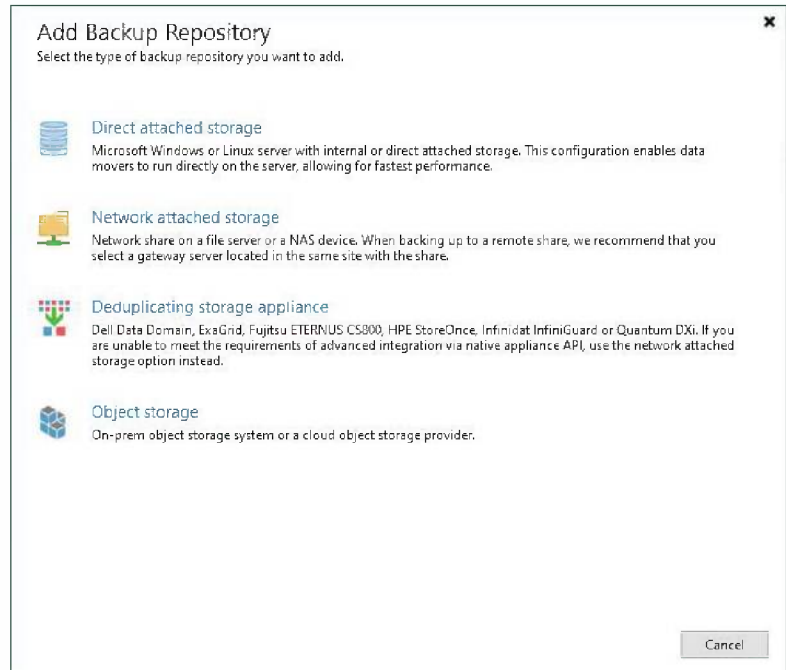 Add Backup Repository
Select the type of backup repository you want to add.
Direct attached storage
Microsoft Windows or Linux server with internal or direct attached storage. This configuration enables data
movers to run directly on the server, allowing for fastest performance.
Network attached storage
Network share on a file server or a NAS device. When backing up to a remote share, we recommend that you
select a gateway server located in the same site with the share.
Deduplicating storage appliance
Dell Data Domain, ExaGrid, Fujitsu ETERNUS CS800, HPE StoreOnce, Infinidat InfiniGuard or Quantum DXi. If you
are unable to meet the requirements of advanced integration via native appliance API, use the network attached
storage option instead.
Object storage
On-prem object storage system or a cloud object storage provider.
Cancel